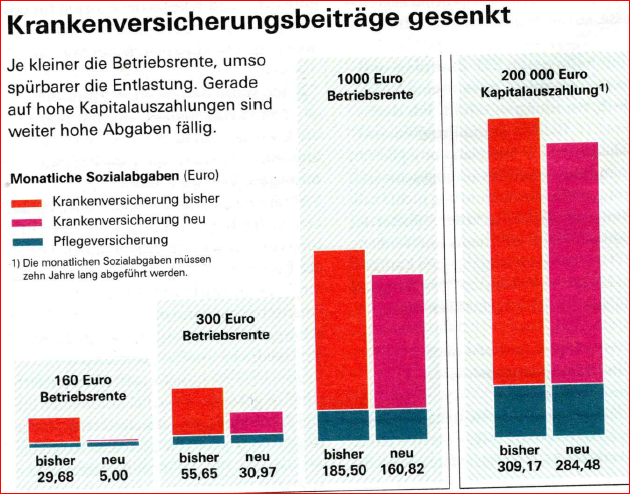 Krankenversicherungsbeiträge gesenkt
Je kleiner die Betriebsrente, umso
spürbarer die Entlastung. Gerade
auf hohe Kapitalauszahlungen sind
weiter hohe Abgaben fällig.
Monatliche Sozialabgaben (Euro)
Krankenversicherung bisher
Krankenversicherung neu
Pflegeversicherung
1) Die monatlichen Sozialabgaben müssen
zehn Jahre lang abgeführt werden.
160 Euro
Betriebsrente
bisher neu
29,68 5,00
300 Euro
Betriebsrente
bisher neu
55,65 30,97
1000 Euro
Betriebsrente
bisher neu
185,50 160,82
200 000 Euro
Kapitalauszahlung1)
bisher neu
309,17 284,48